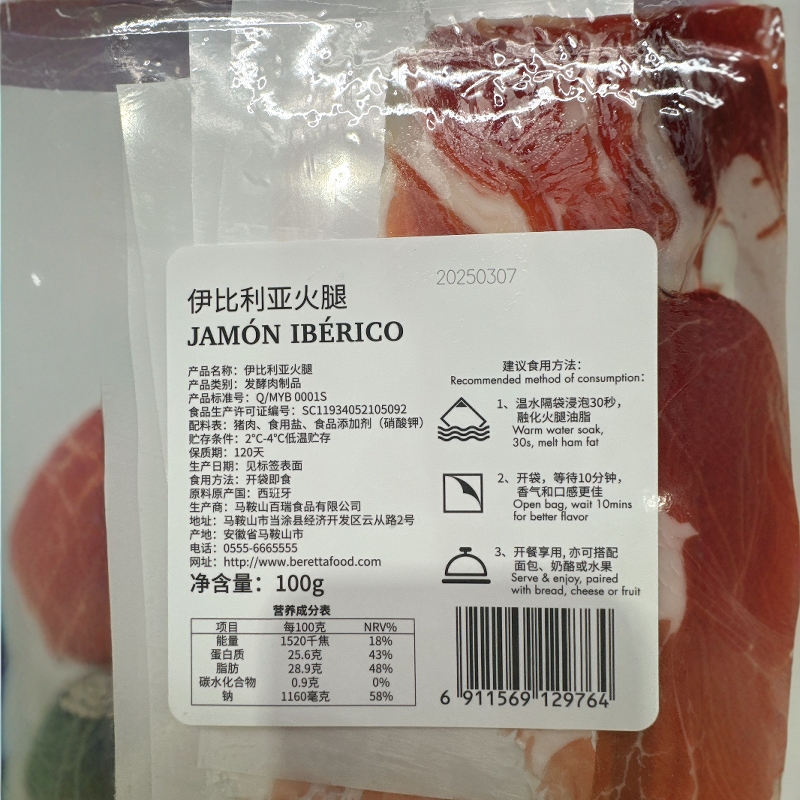 20250307
伊比利亚火腿
JAMÓN IBÉRICO
产品名称：伊比利亚火腿
产品类别：发酵肉制品
产品标准号：Q/MYB 0001S
食品生产许可证编号：SC11934052105092
配料表：猪肉、食用盐、食品添加剂（硝酸钾）
贮存条件：2℃-4℃低温贮存
保质期：120天
生产日期：见标签表面
食用方法：开袋即食
原料原产国：西班牙
生产商：马鞍山百瑞食品有限公司
地址：马鞍山市当涂县经济开发区云从路2号
产地：安徽省马鞍山市
电话：0555-6665555
网址：http://www.berettafood.com
净含量：100g
营养成分表
项目 每100克 NRV%
能量 1520千焦 18%
蛋白质 25.6克 43%
脂肪 28.9克 48%
碳水化合物 0.9克 0%
钠 1160毫克 58%
建议食用方法：
Recommended method of consumption：
1、温水隔袋浸泡30秒，
融化火腿油脂
Warm water soak,
30s, melt ham fat
2、开袋，等待10分钟，
香气和口感更佳
Open bag, wait 10mins
for better flavor
3、开餐享用, 亦可搭配
面包、奶酪或水果
Serve & enjoy, paired
with bread, cheese or fruit
6 911569 129764